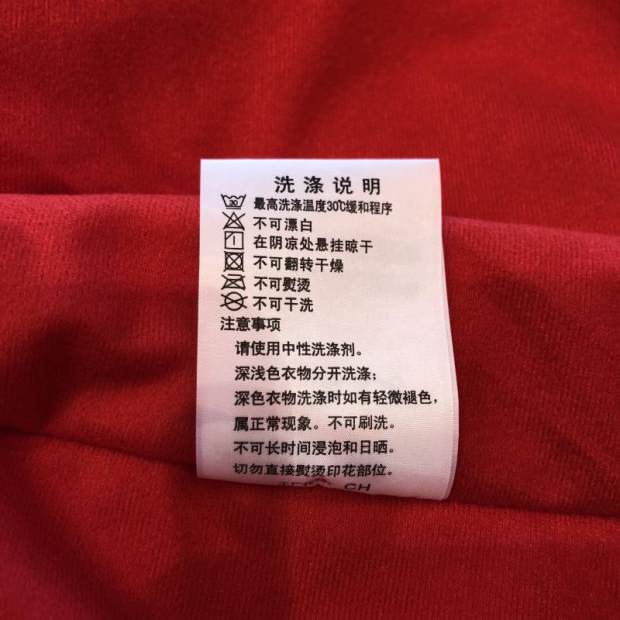 洗涤说明
30
最高洗涤温度30℃缓和程序
不可漂白
在阴凉处悬挂晾干
不可翻转干燥
不可熨烫
不可干洗
注意事项
请使用中性洗涤剂。
深浅色衣物分开洗涤;
深色衣物洗涤时如有轻微褪色,
属正常现象。不可刷洗。
不可长时间浸泡和日晒。
切勿直接熨烫印花部位。
CH